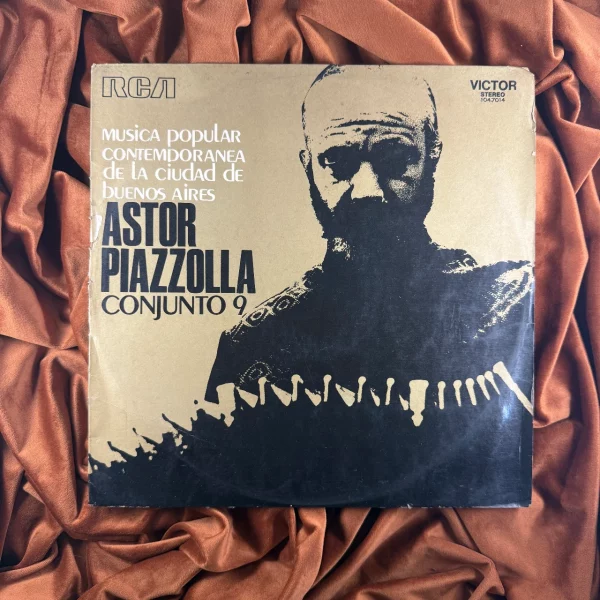 RCA
VICTOR
STEREO
104.7014
MUSICA POPULAR
CONTEMPORANEA
de LA CIUDAD de
BUENOS AIRES
ASTOR
PIAZZOLLA
CONJUNTO 9